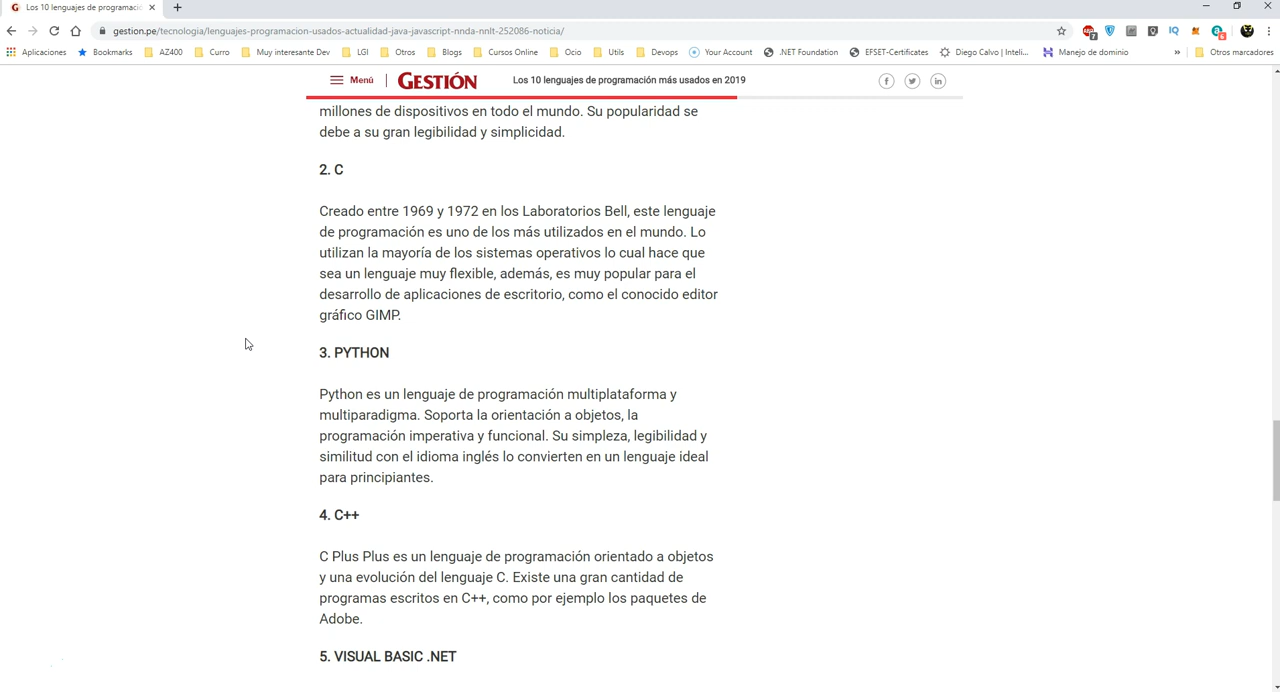 Los 10 lenguajes de programació
gestion.pe/tecnologia/lenguajes-programacion-usados-actualidad-java-javascript-nnda-nnlt-252086-noticia/
Aplicaciones Bookmarks AZ400 Curro Muy interesante Dev LGI Otros Blogs Cursos Online Ocio Utils Devops Your Account .NET Foundation EFSET-Certificates Diego Calvo | Inteli... Manejo de dominio » Otros marcadores
Menú GESTIÓN Los 10 lenguajes de programación más usados en 2019
millones de dispositivos en todo el mundo. Su popularidad se
debe a su gran legibilidad y simplicidad.
2. C
Creado entre 1969 y 1972 en los Laboratorios Bell, este lenguaje
de programación es uno de los más utilizados en el mundo. Lo
utilizan la mayoría de los sistemas operativos lo cual hace que
sea un lenguaje muy flexible, además, es muy popular para el
desarrollo de aplicaciones de escritorio, como el conocido editor
gráfico GIMP.
3. PYTHON
Python es un lenguaje de programación multiplataforma y
multiparadigma. Soporta la orientación a objetos, la
programación imperativa y funcional. Su simpleza, legibilidad y
similitud con el idioma inglés lo convierten en un lenguaje ideal
para principiantes.
4. C++
C Plus Plus es un lenguaje de programación orientado a objetos
y una evolución del lenguaje C. Existe una gran cantidad de
programas escritos en C++, como por ejemplo los paquetes de
Adobe.
5. VISUAL BASIC .NET